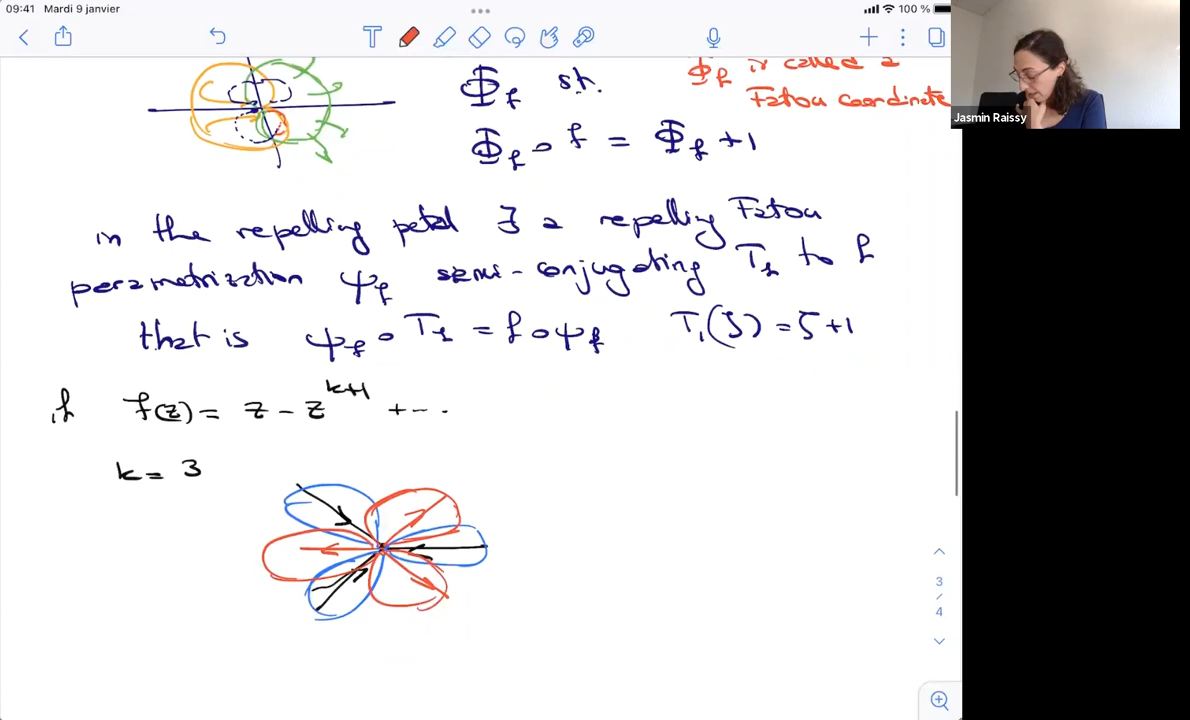 09:41 Mardi 9 janvier
100 %
Φ_f s.t.
Φ_f is called a
Fatou coordinate
Φ_f ∘ f = Φ_f + 1
in the repelling petal ∃ a repelling Fatou
parametrization ψ_f semi-conjugating T_1 to f
that is ψ_f ∘ T_1 = f ∘ ψ_f T_1(ζ) = ζ + 1
if f(z) = z - z^{k+1} + ...
k = 3
3
/
4
Jasmin Raissy